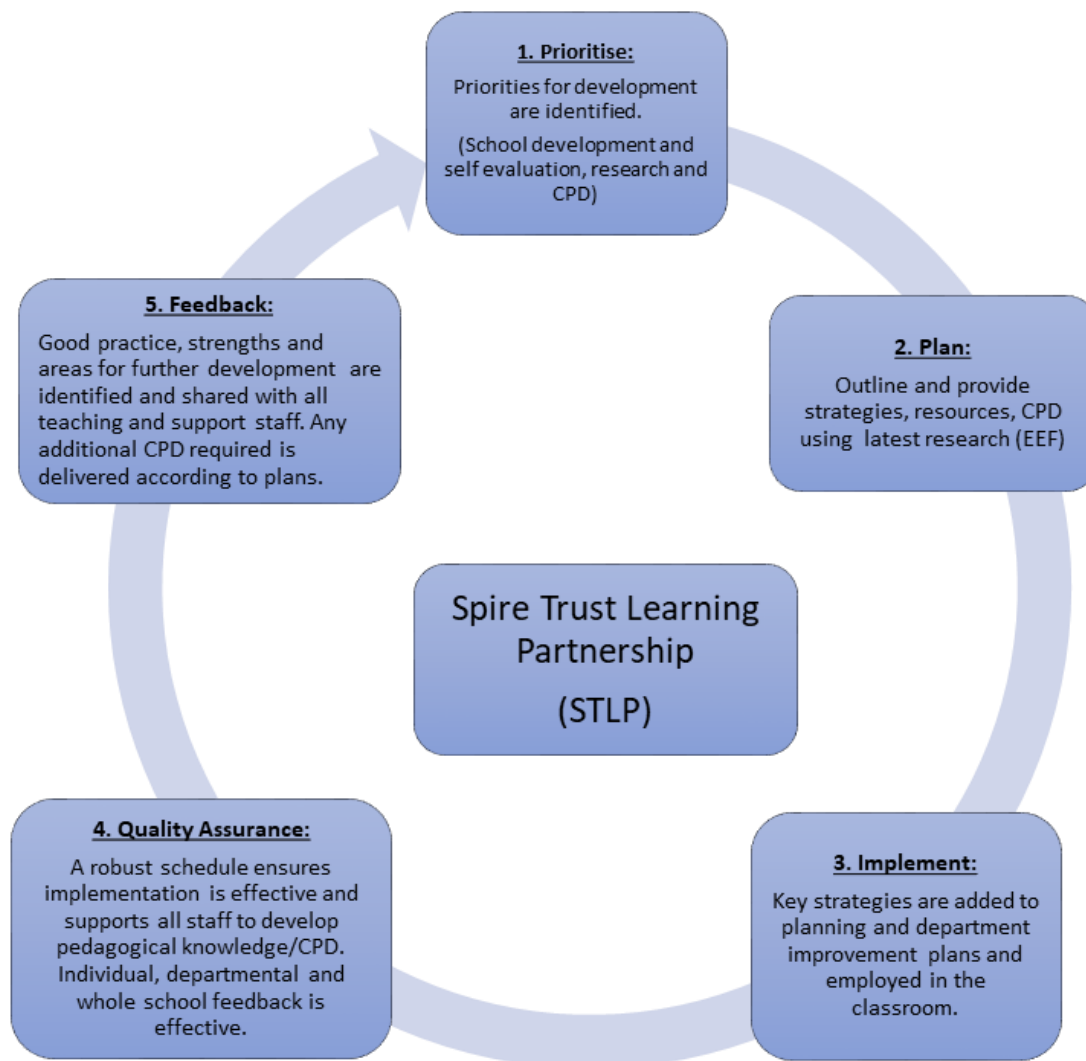 1. Prioritise:
Priorities for development
are identified.
(School development and
self evaluation, research and
CPD)
2. Plan:
Outline and provide
strategies, resources, CPD
using latest research (EEF)
3. Implement:
Key strategies are added to
planning and department
improvement plans and
employed in the
classroom.
4. Quality Assurance:
A robust schedule ensures
implementation is effective and
supports all staff to develop
pedagogical knowledge/CPD.
Individual, departmental and
whole school feedback is
effective.
5. Feedback:
Good practice, strengths and
areas for further development are
identified and shared with all
teaching and support staff. Any
additional CPD required is
delivered according to plans.
Spire Trust Learning
Partnership
(STLP)